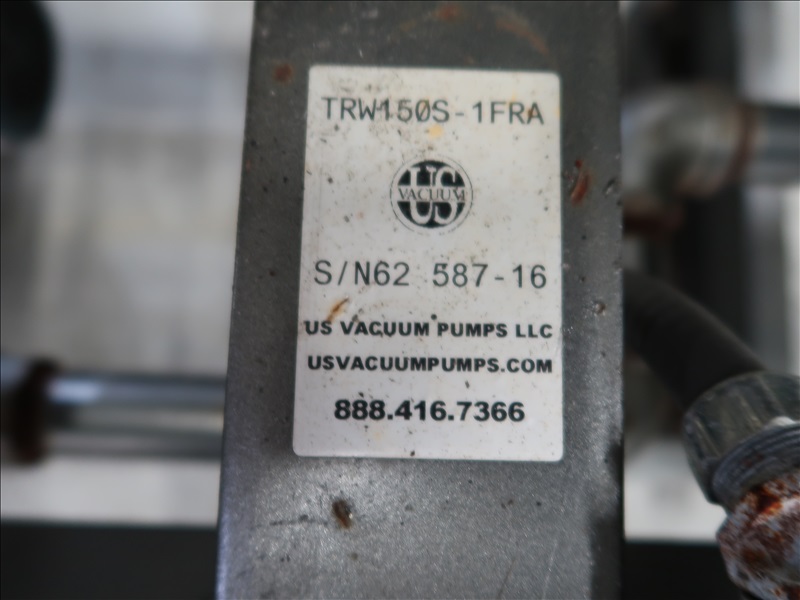 TRW150S-1FRA
US
VACUUM
S/N62 587-16
US VACUUM PUMPS LLC
USVACUUMPUMPS.COM
888.416.7366